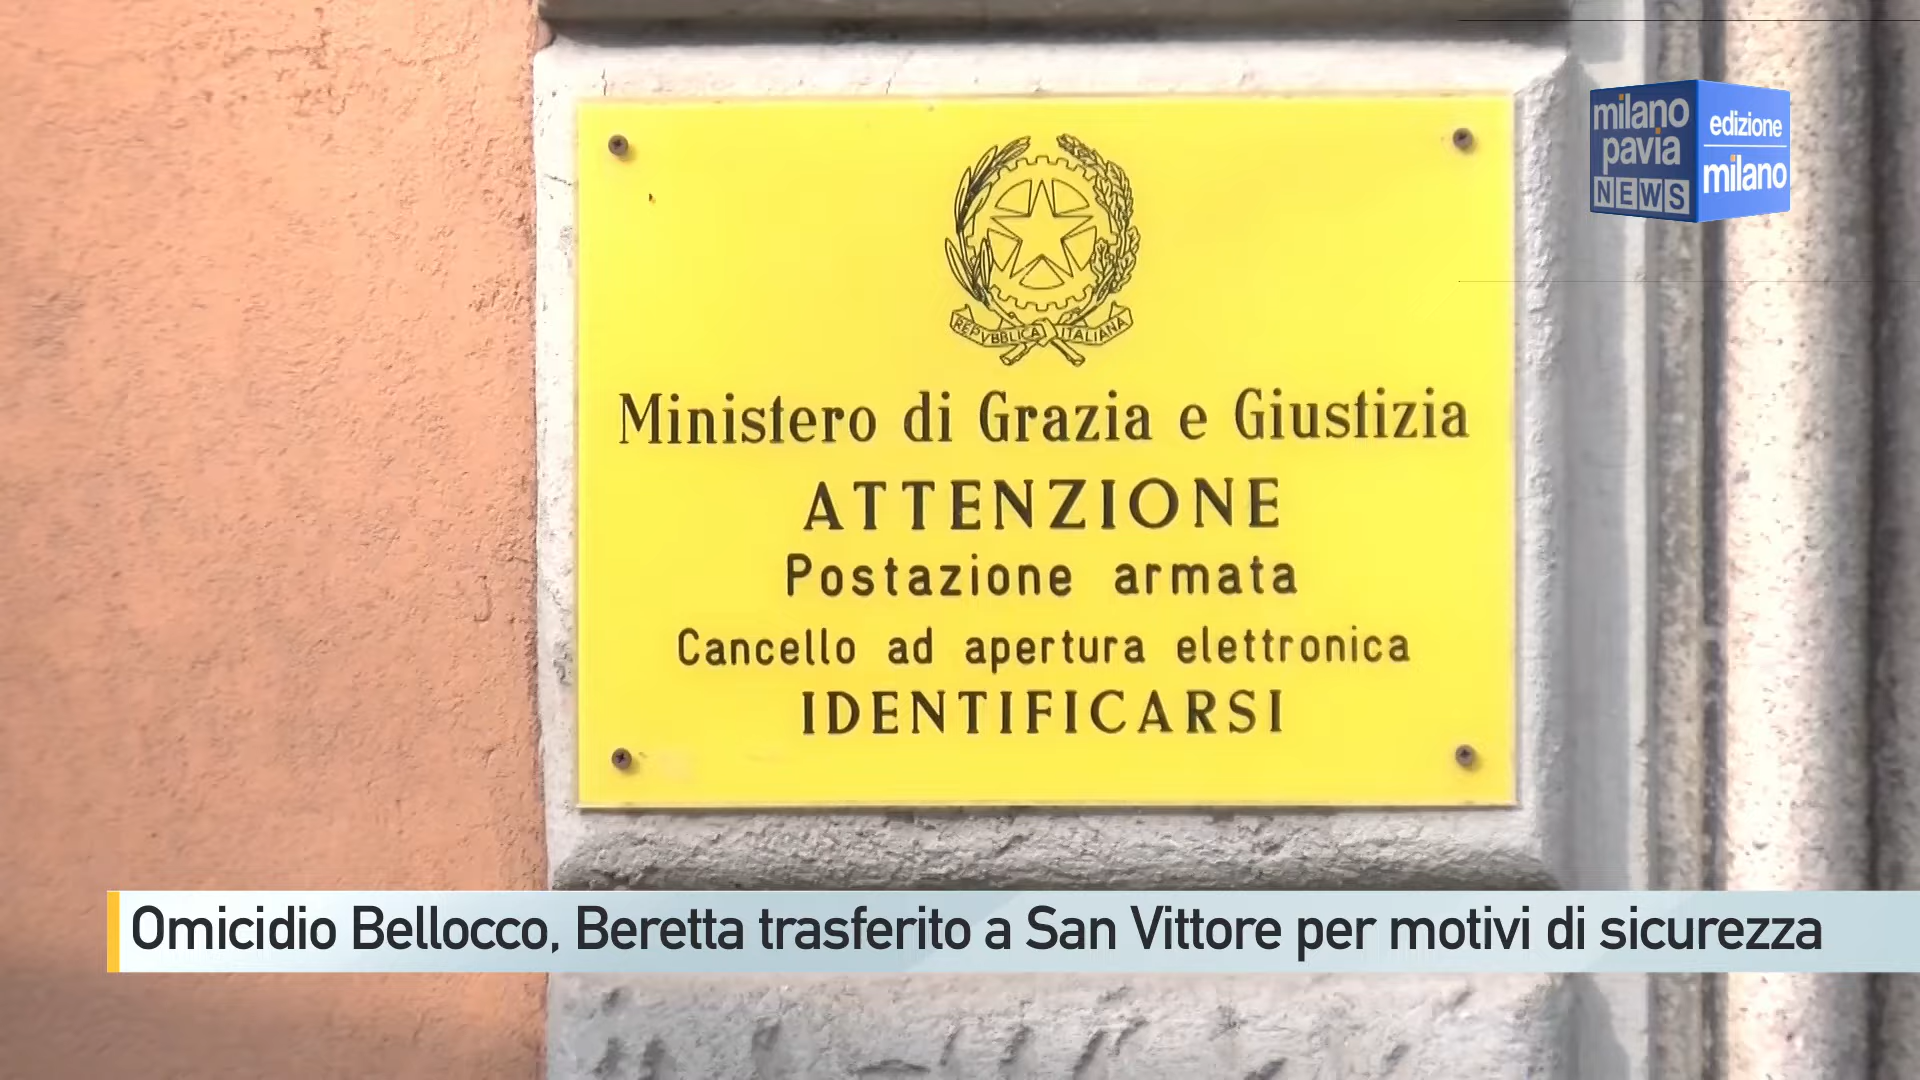 milano
pavia
NEWS
edizione
milano
REPVBBLICA ITALIANA
Ministero di Grazia e Giustizia
ATTENZIONE
Postazione armata
Cancello ad apertura elettronica
IDENTIFICARSI
Omicidio Bellocco, Beretta trasferito a San Vittore per motivi di sicurezza